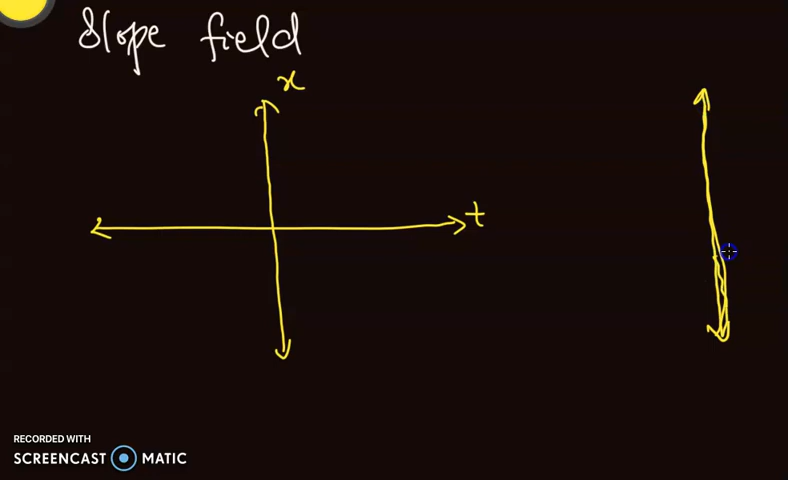 Slope field
x
t
RECORDED WITH
SCREENCAST MATIC